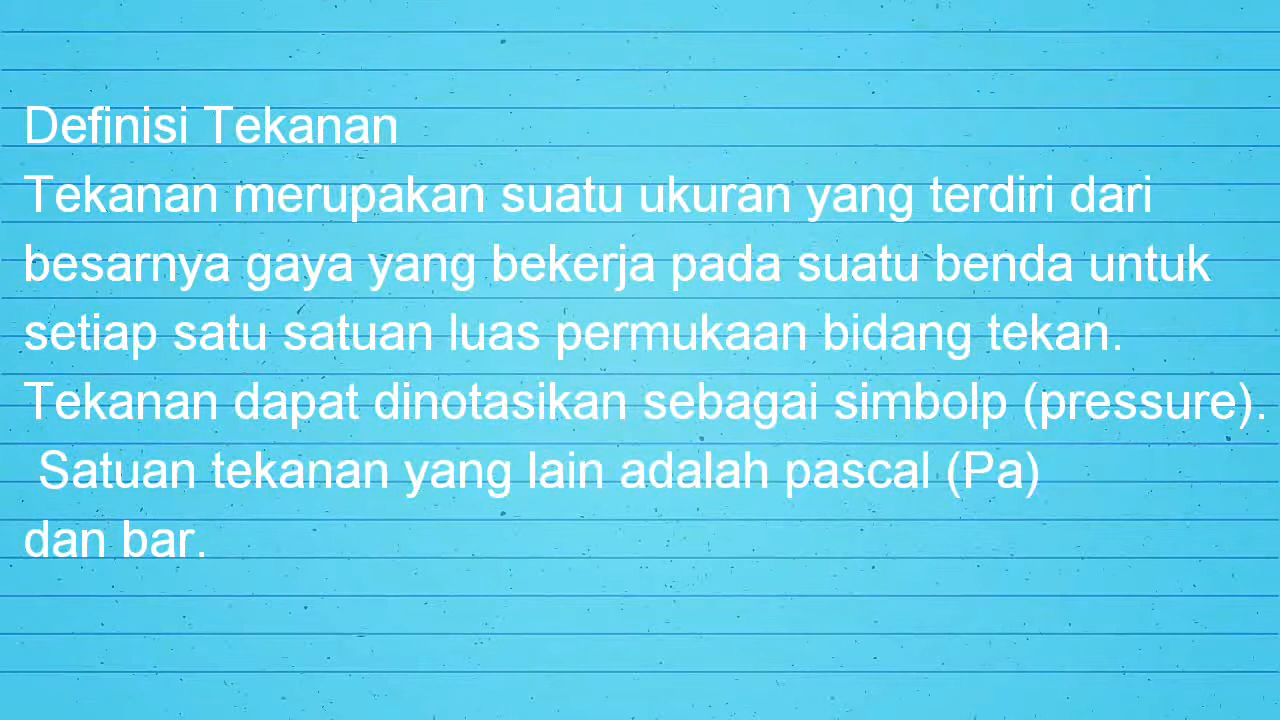 Definisi Tekanan
Tekanan merupakan suatu ukuran yang terdiri dari
besarnya gaya yang bekerja pada suatu benda untuk
setiap satu satuan luas permukaan bidang tekan.
Tekanan dapat dinotasikan sebagai simbolp (pressure).
Satuan tekanan yang lain adalah pascal (Pa)
dan bar.